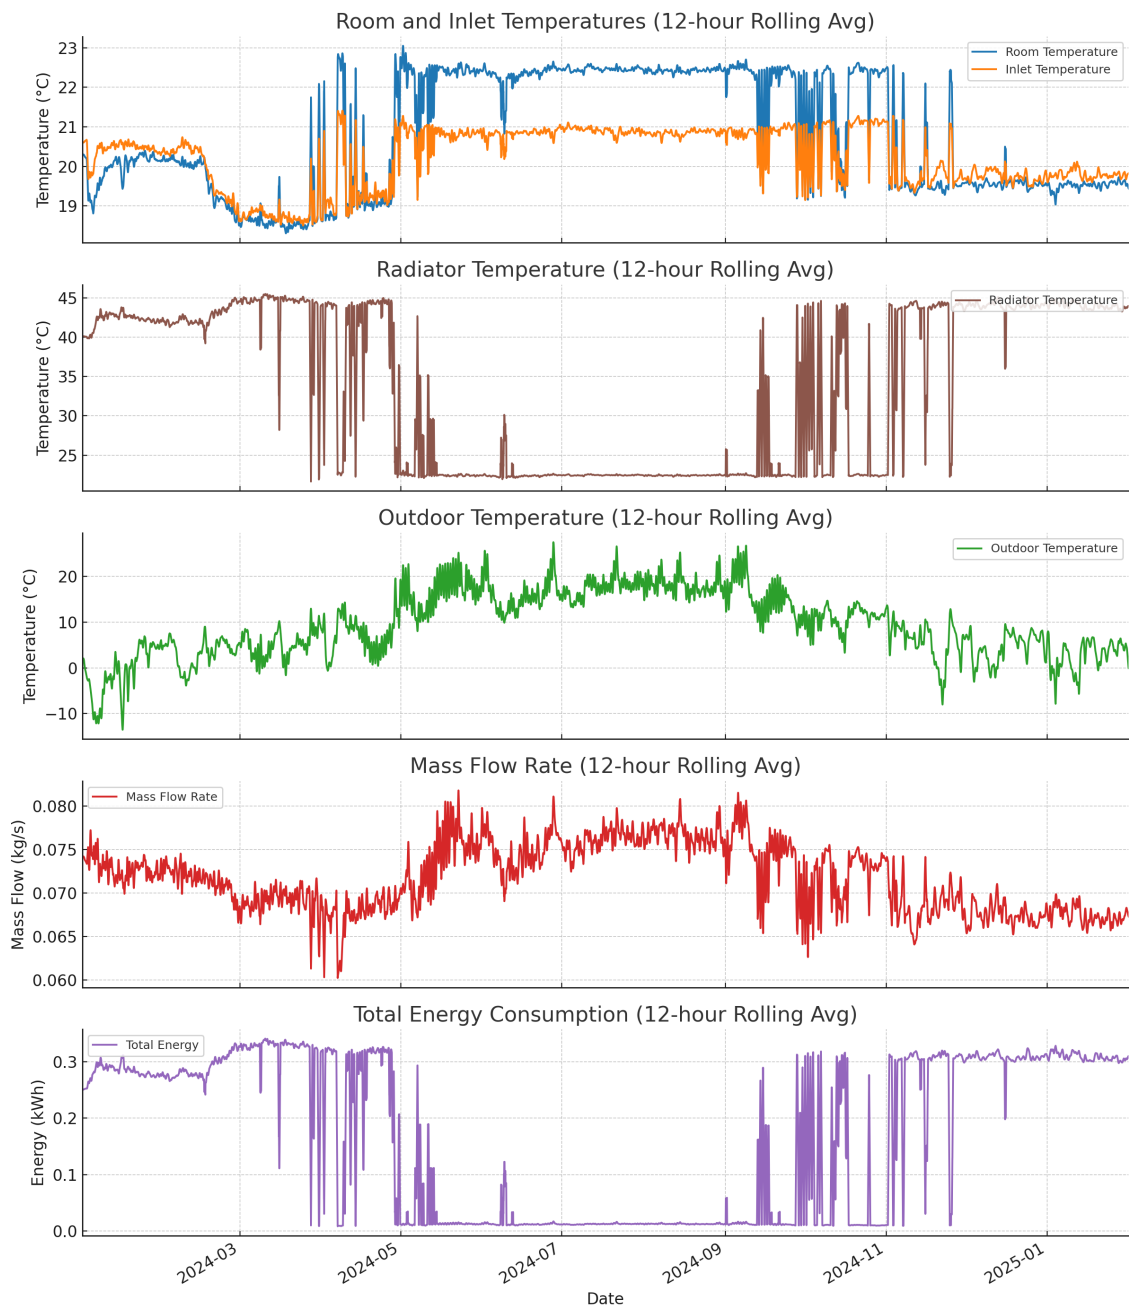 Room and Inlet Temperatures (12-hour Rolling Avg)
Temperature (°C)
23
22
21
20
19
Room Temperature
Inlet Temperature
Radiator Temperature (12-hour Rolling Avg)
Temperature (°C)
45
40
35
30
25
Radiator Temperature
Outdoor Temperature (12-hour Rolling Avg)
Temperature (°C)
20
10
0
−10
Outdoor Temperature
Mass Flow Rate (12-hour Rolling Avg)
Mass Flow (kg/s)
0.080
0.075
0.070
0.065
0.060
Mass Flow Rate
Total Energy Consumption (12-hour Rolling Avg)
Energy (kWh)
0.3
0.2
0.1
0.0
Total Energy
2024-03
2024-05
2024-07
2024-09
2024-11
2025-01
Date